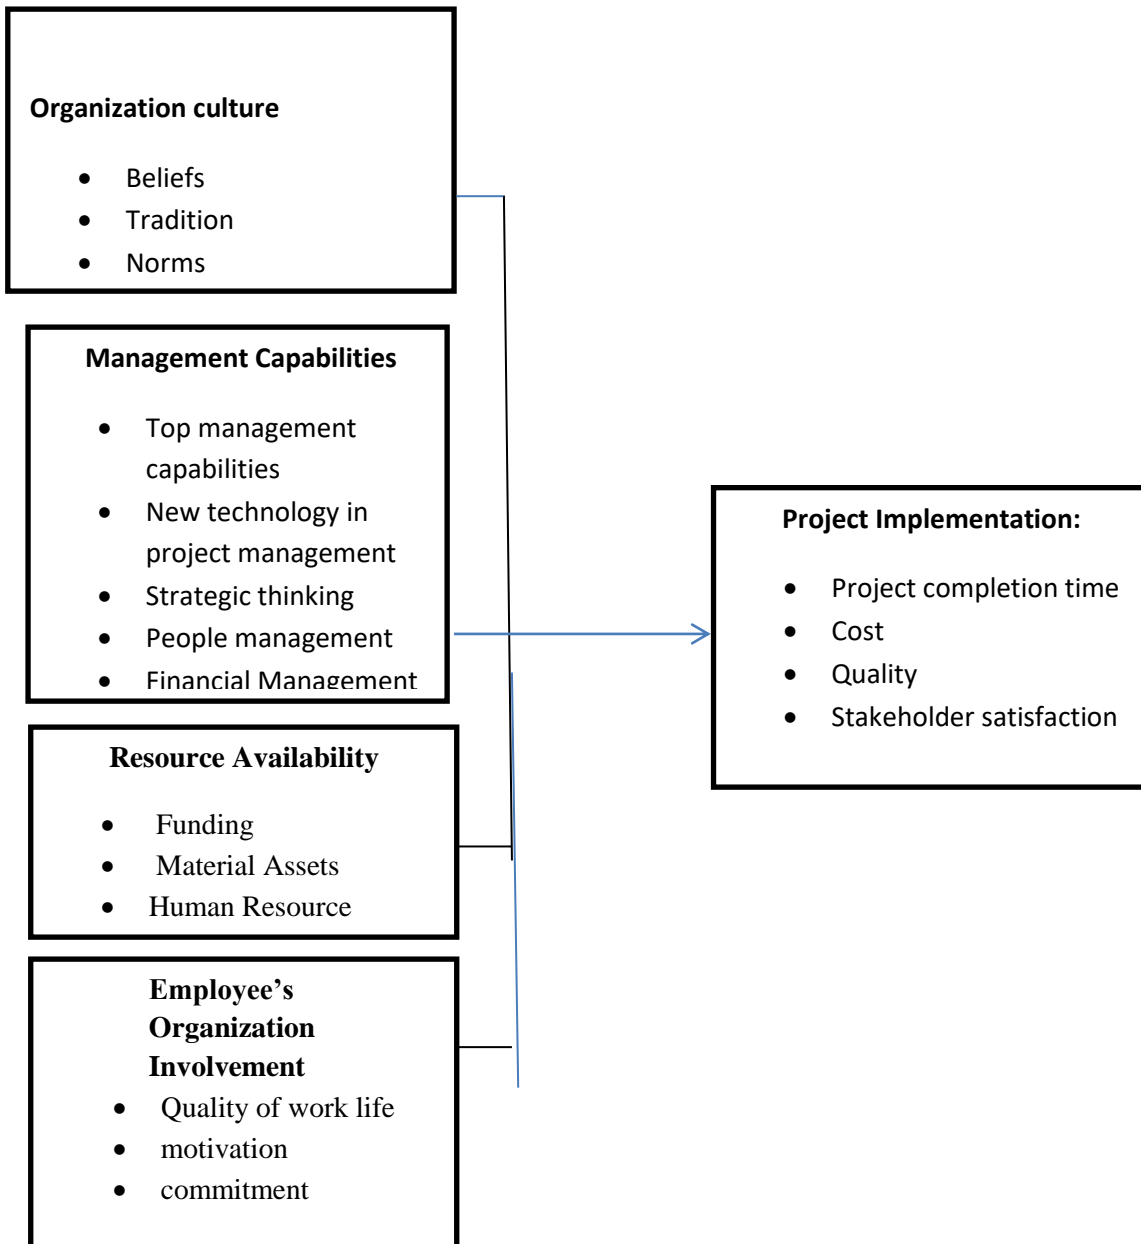 Organization culture
• Beliefs
• Tradition
• Norms
Management Capabilities
• Top management
capabilities
• New technology in
project management
• Strategic thinking
• People management
• Financial Management
Resource Availability
• Funding
• Material Assets
• Human Resource
Employee’s
Organization
Involvement
• Quality of work life
• motivation
• commitment
Project Implementation:
• Project completion time
• Cost
• Quality
• Stakeholder satisfaction